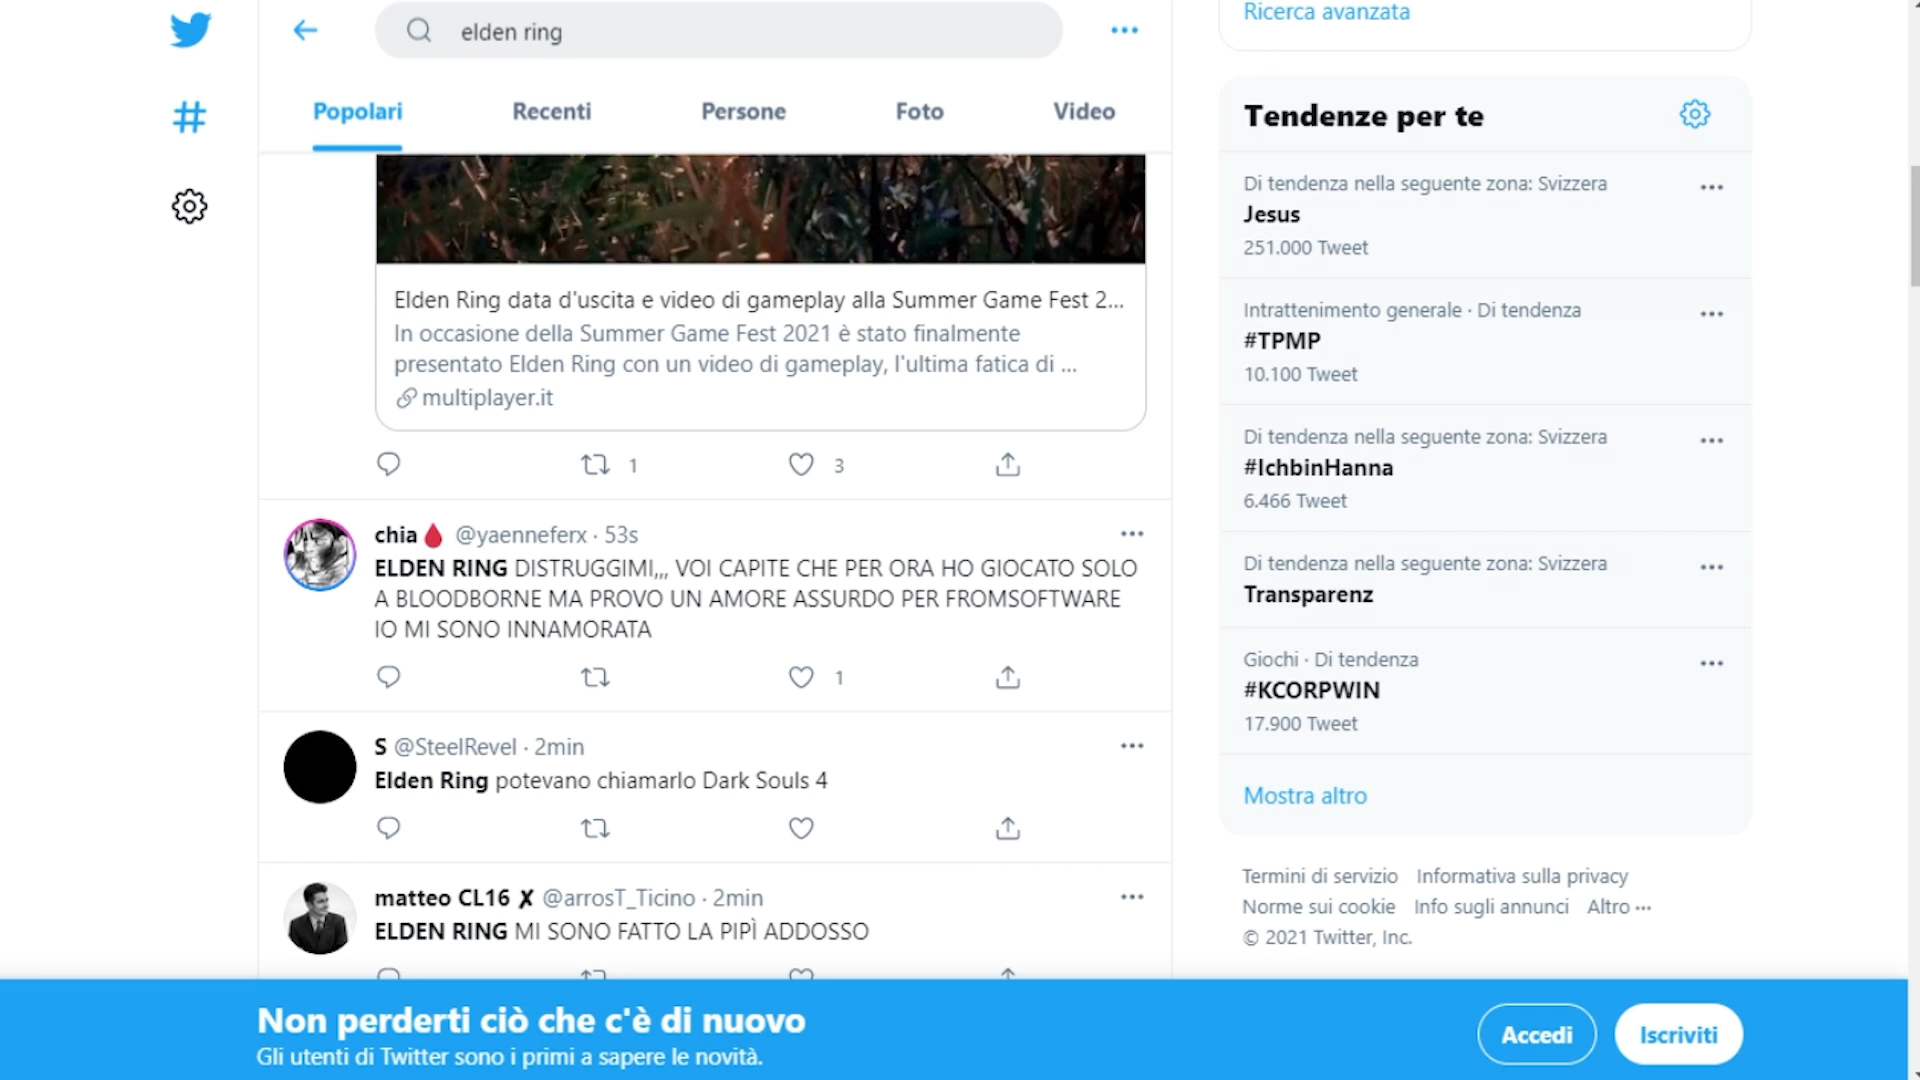 elden ring
Popolari
Recenti
Persone
Foto
Video
Elden Ring data d'uscita e video di gameplay alla Summer Game Fest 2...
In occasione della Summer Game Fest 2021 è stato finalmente
presentato Elden Ring con un video di gameplay, l'ultima fatica di ...
multiplayer.it
1
3
chia @yaenneferx · 53s
ELDEN RING DISTRUGGIMI,,, VOI CAPITE CHE PER ORA HO GIOCATO SOLO
A BLOODBORNE MA PROVO UN AMORE ASSURDO PER FROMSOFTWARE
IO MI SONO INNAMORATA
1
S @SteelRevel · 2min
Elden Ring potevano chiamarlo Dark Souls 4
matteo CL16 ✘ @arrosT_Ticino · 2min
ELDEN RING MI SONO FATTO LA PIPÌ ADDOSSO
Ricerca avanzata
Tendenze per te
Di tendenza nella seguente zona: Svizzera
Jesus
251.000 Tweet
Intrattenimento generale · Di tendenza
#TPMP
10.100 Tweet
Di tendenza nella seguente zona: Svizzera
#IchbinHanna
6.466 Tweet
Di tendenza nella seguente zona: Svizzera
Transparenz
Giochi · Di tendenza
#KCORPWIN
17.900 Tweet
Mostra altro
Termini di servizio Informativa sulla privacy
Norme sui cookie Info sugli annunci Altro ···
© 2021 Twitter, Inc.
Non perderti ciò che c'è di nuovo
Gli utenti di Twitter sono i primi a sapere le novità.
Accedi
Iscriviti